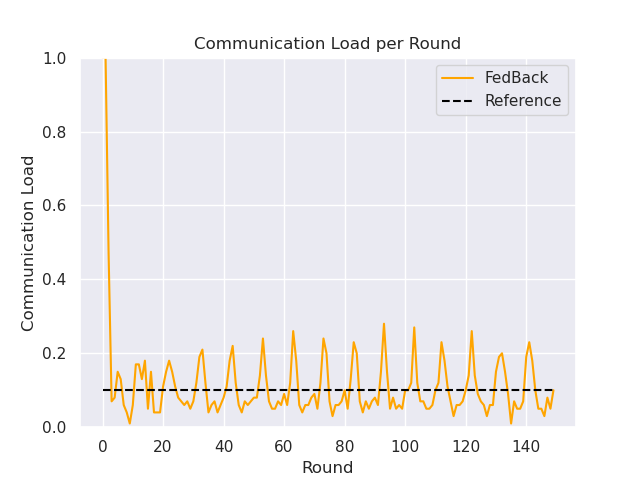 Communication Load per Round
FedBack
Reference
Communication Load
1.0
0.8
0.6
0.4
0.2
0.0
0 20 40 60 80 100 120 140
Round